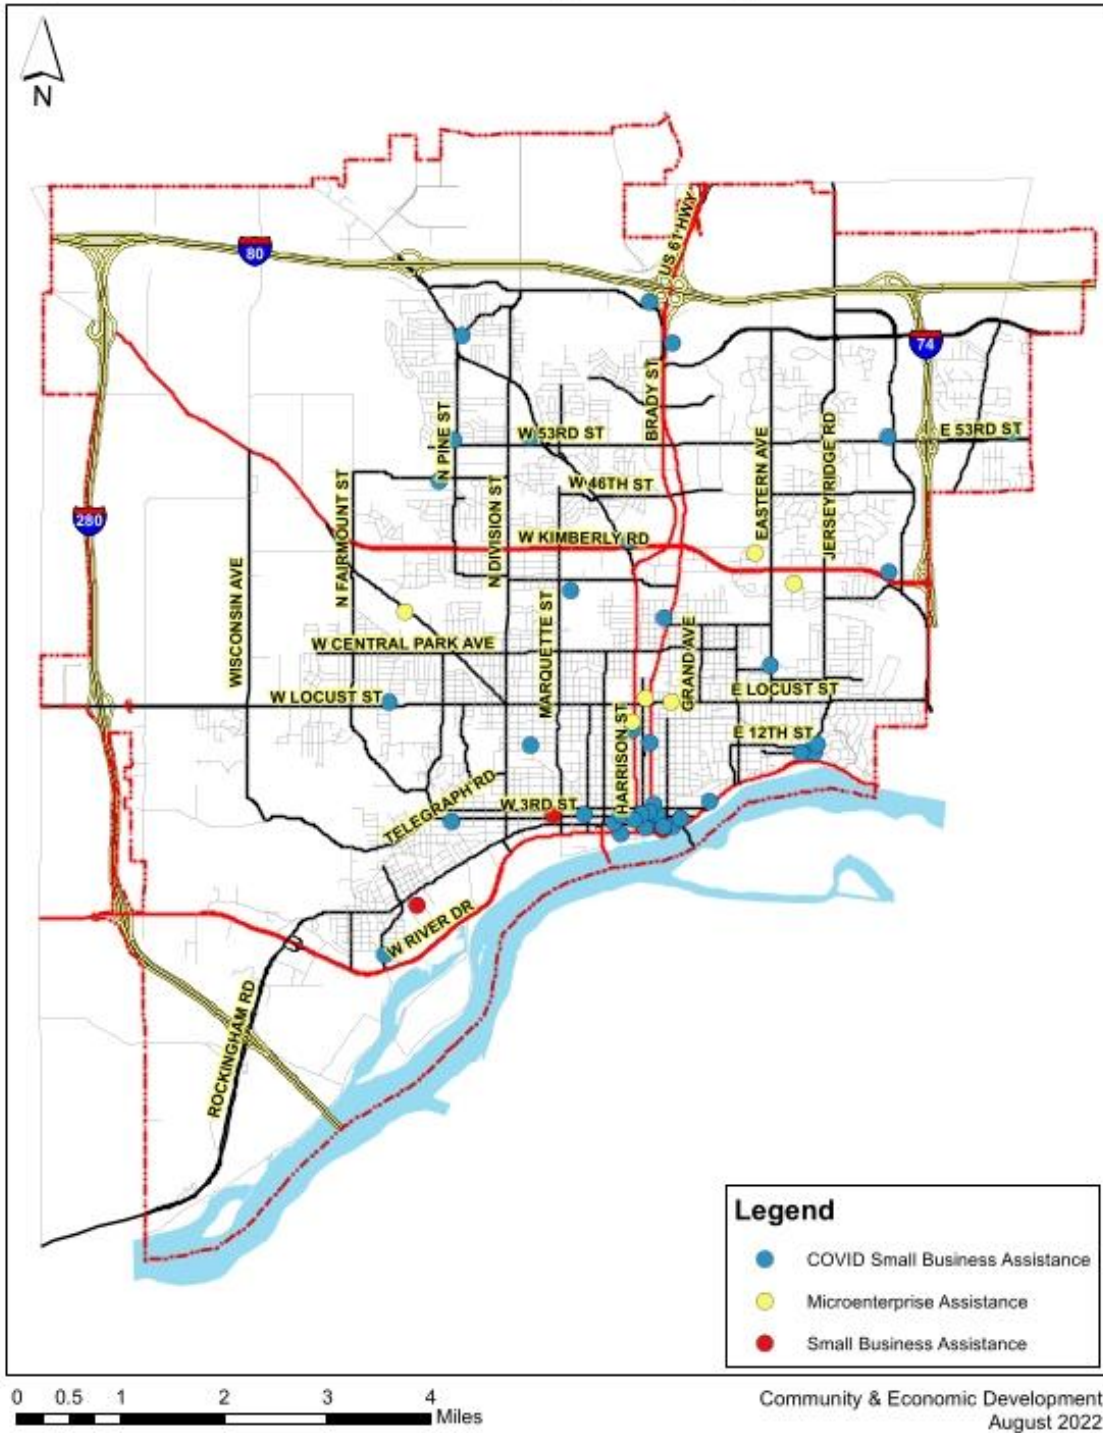 N
80
US 61 HWY
74
BRADY ST
N PINE ST
W 53RD ST
E 53RD ST
EASTERN AVE
JERSEY RIDGE RD
N FAIRMOUNT ST
N DIVISION ST
W 46TH ST
280
W KIMBERLY RD
WISCONSIN AVE
MARQUETTE ST
W CENTRAL PARK AVE
GRAND AVE
W LOCUST ST
E LOCUST ST
HARRISON ST
E 12TH ST
TELEGRAPH RD
W 3RD ST
W RIVER DR
ROCKINGHAM RD
Legend
COVID Small Business Assistance
Microenterprise Assistance
Small Business Assistance
0 0.5 1 2 3 4
Miles
Community & Economic Development
August 2022